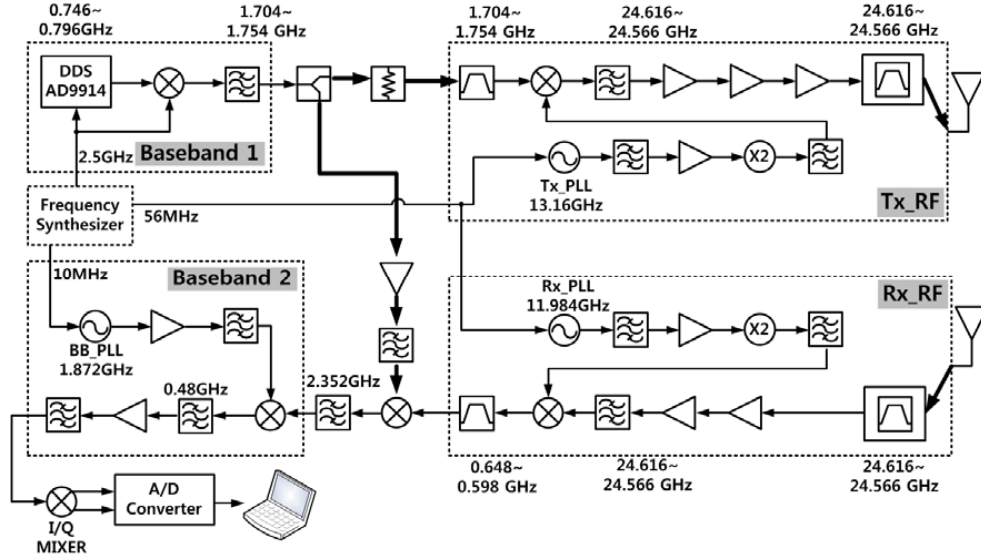 0.746~
0.796GHz
1.704~
1.754 GHz
1.704~
1.754 GHz
24.616~
24.566 GHz
24.616~
24.566 GHz
DDS
AD9914
2.5GHz
Baseband 1
X2
Tx_PLL
13.16GHz
Tx_RF
Frequency
Synthesizer
56MHz
10MHz
Baseband 2
BB_PLL
1.872GHz
0.48GHz
2.352GHz
Rx_PLL
11.984GHz
X2
Rx_RF
0.648~
0.598 GHz
24.616~
24.566 GHz
24.616~
24.566 GHz
I/Q
MIXER
A/D
Converter